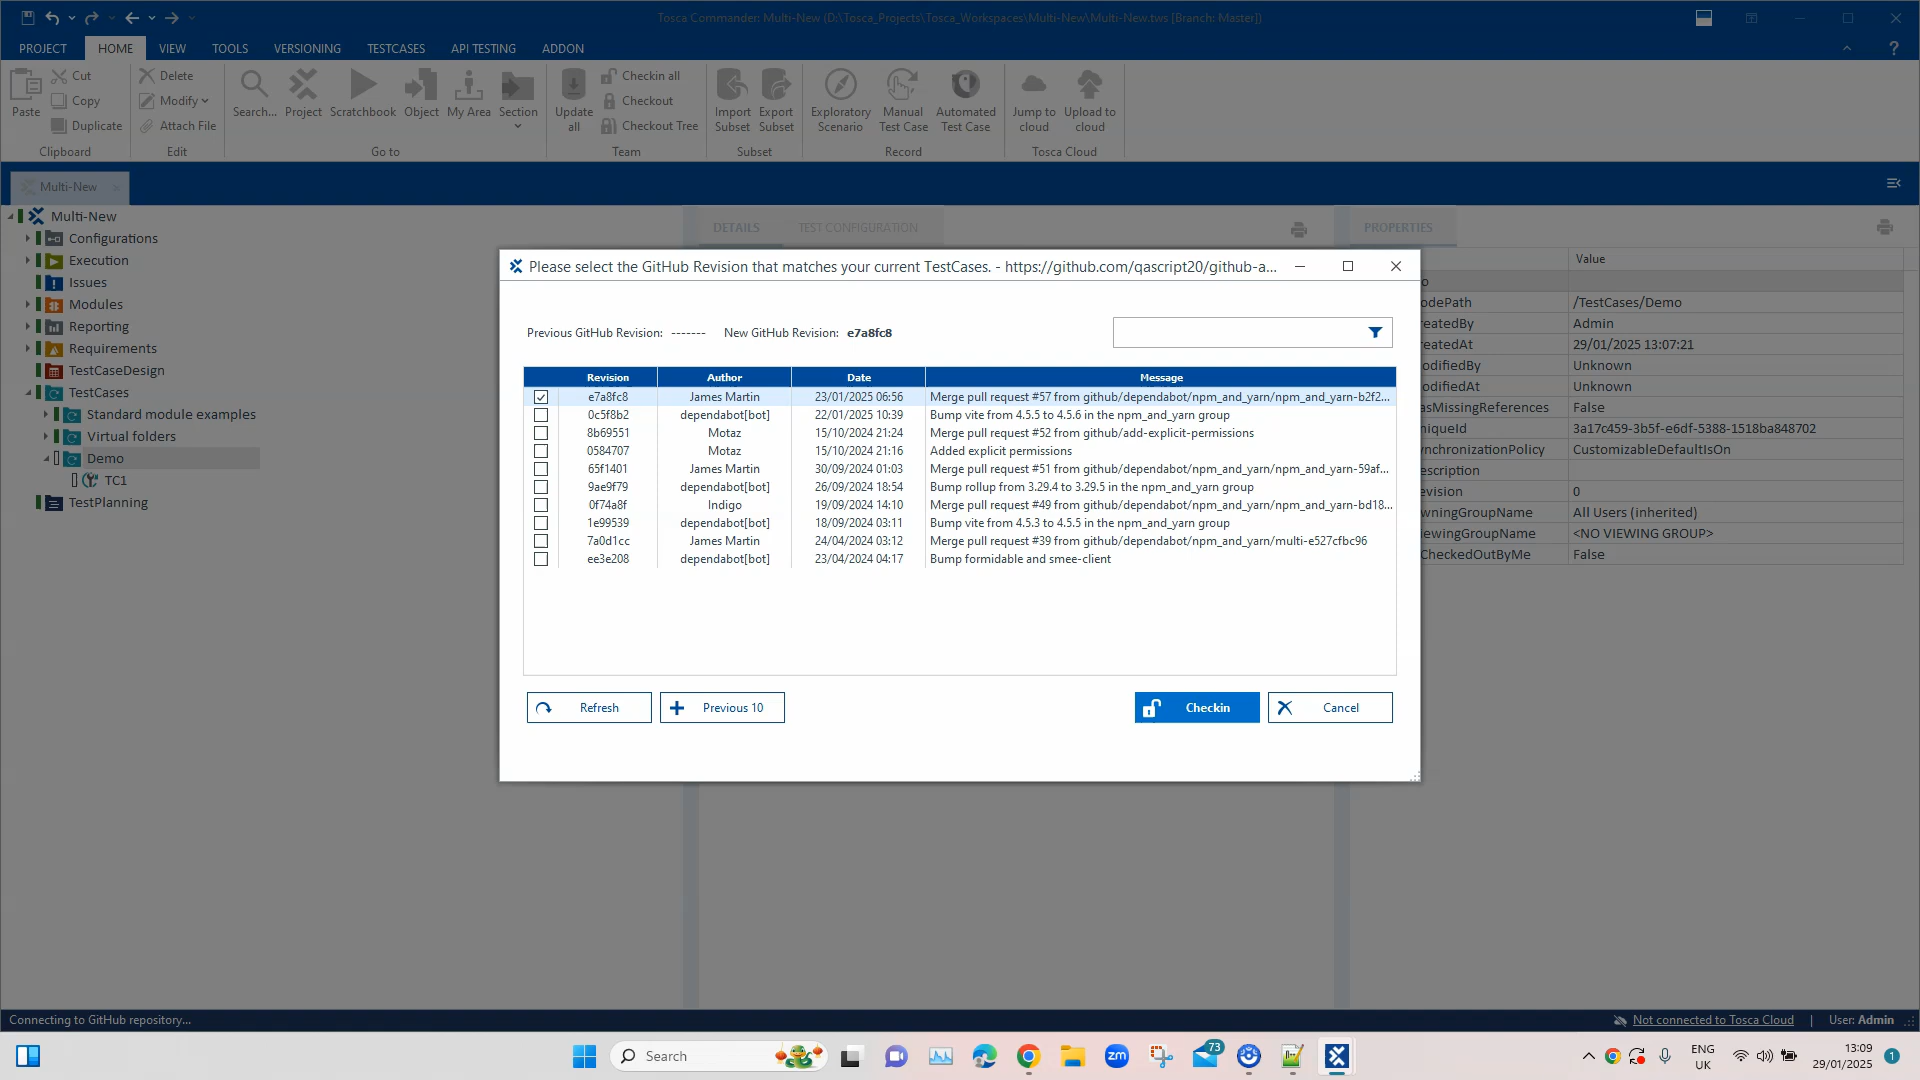 Tosca Commander: Multi-New (D:\Tosca_Projects\Tosca_Workspaces\Multi-New\Multi-New.tws [Branch: Master])
PROJECT HOME VIEW TOOLS VERSIONING TESTCASES API TESTING ADDON
Paste
Cut
Copy
Duplicate
Clipboard
Delete
Modify
Attach File
Edit
Search... Project Scratchbook Object My Area Section
Go to
Update all
Checkin all
Checkout
Checkout Tree
Team
Import Subset
Export Subset
Subset
Exploratory Scenario
Manual Test Case
Automated Test Case
Record
Jump to cloud
Upload to cloud
Tosca Cloud
Multi-New
Multi-New
Configurations
Execution
Issues
Modules
Reporting
Requirements
TestCaseDesign
TestCases
Standard module examples
Virtual folders
Demo
TC1
TestPlanning
DETAILS TEST CONFIGURATION
PROPERTIES
Please select the GitHub Revision that matches your current TestCases. - https://github.com/qascript20/github-a...
Previous GitHub Revision: ------- New GitHub Revision: e7a8fc8
Revision Author Date Message
e7a8fc8 James Martin 23/01/2025 06:56 Merge pull request #57 from github/dependabot/npm_and_yarn/npm_and_yarn-b2f2...
0c5f8b2 dependabot[bot] 22/01/2025 10:39 Bump vite from 4.5.5 to 4.5.6 in the npm_and_yarn group
8b69551 Motaz 15/10/2024 21:24 Merge pull request #52 from github/add-explicit-permissions
0584707 Motaz 15/10/2024 21:16 Added explicit permissions
65f1401 James Martin 30/09/2024 01:03 Merge pull request #51 from github/dependabot/npm_and_yarn/npm_and_yarn-59af...
9ae9f79 dependabot[bot] 26/09/2024 18:54 Bump rollup from 3.29.4 to 3.29.5 in the npm_and_yarn group
0f74a8f Indigo 19/09/2024 14:10 Merge pull request #49 from github/dependabot/npm_and_yarn/npm_and_yarn-bd18...
1e99539 dependabot[bot] 18/09/2024 03:11 Bump vite from 4.5.3 to 4.5.5 in the npm_and_yarn group
7a0d1cc James Martin 24/04/2024 03:12 Merge pull request #39 from github/dependabot/npm_and_yarn/multi-e527cfbc96
ee3e208 dependabot[bot] 23/04/2024 04:17 Bump formidable and smee-client
Refresh Previous 10 Checkin Cancel
Value
o
odePath /TestCases/Demo
reatedBy Admin
reatedAt 29/01/2025 13:07:21
odifiedBy Unknown
odifiedAt Unknown
asMissingReferences False
niqueId 3a17c459-3b5f-e6df-5388-1518ba848702
ynchronizationPolicy CustomizableDefaultIsOn
escription
evision 0
wningGroupName All Users (inherited)
iewingGroupName <NO VIEWING GROUP>
CheckedOutByMe False
Connecting to GitHub repository...
Not connected to Tosca Cloud | User: Admin
Search
zm
73
ENG
UK
13:09
29/01/2025
1